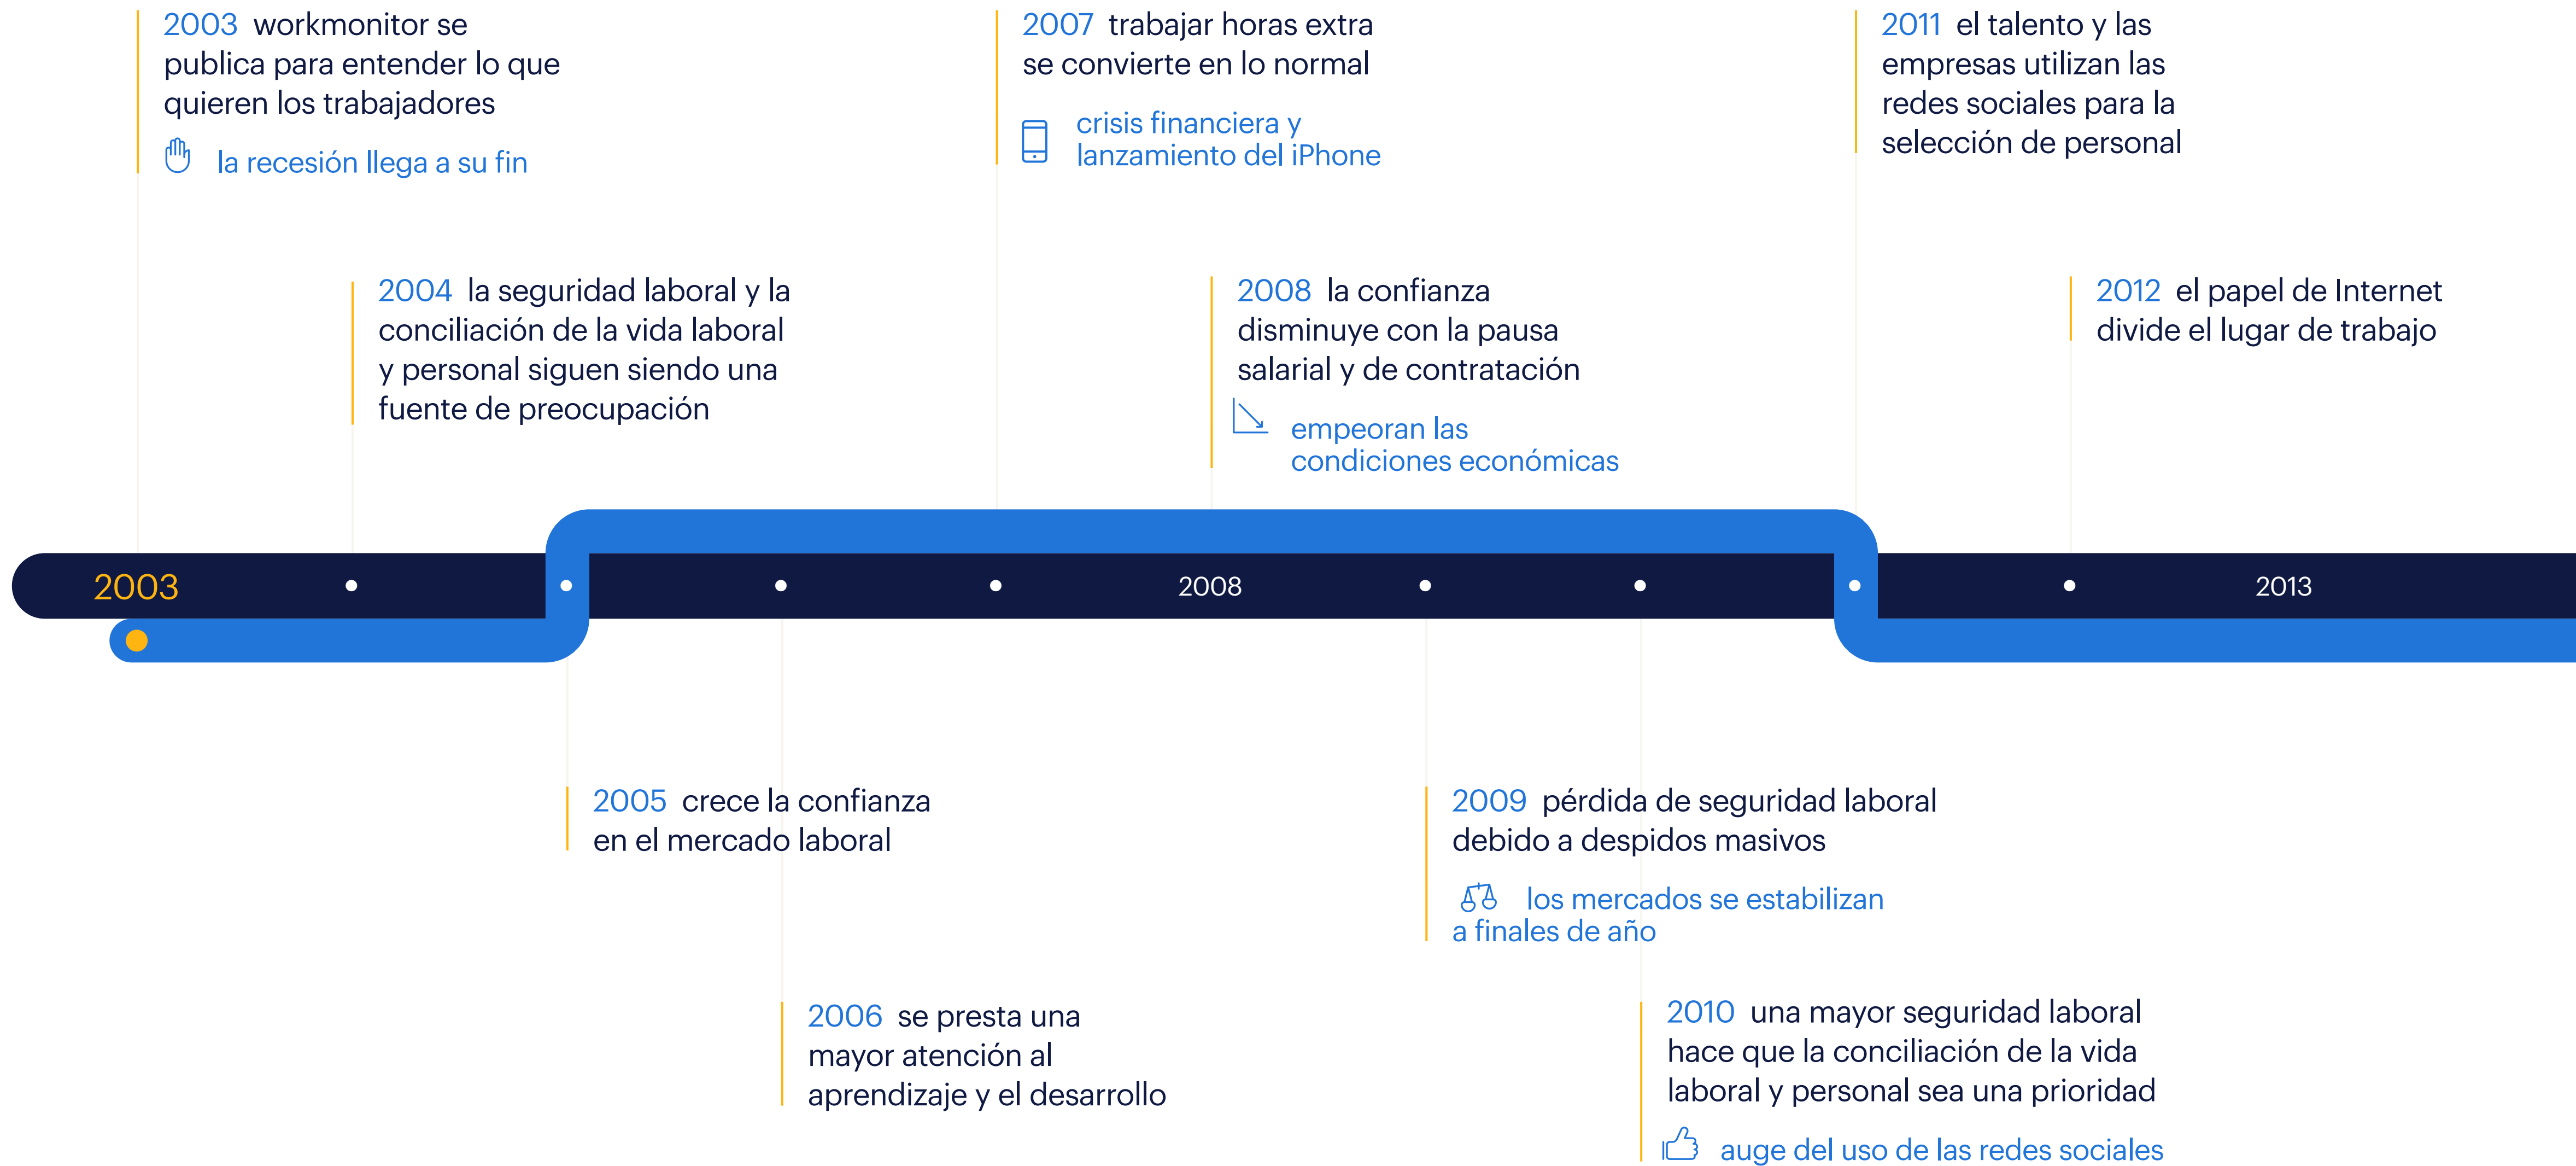 2003 workmonitor se
publica para entender lo que
quieren los trabajadores
la recesión llega a su fin
2007 trabajar horas extra
se convierte en lo normal
crisis financiera y
lanzamiento del iPhone
2011 el talento y las
empresas utilizan las
redes sociales para la
selección de personal
2004 la seguridad laboral y la
conciliación de la vida laboral
y personal siguen siendo una
fuente de preocupación
2008 la confianza
disminuye con la pausa
salarial y de contratación
empeoran las
condiciones económicas
2012 el papel de Internet
divide el lugar de trabajo
2003
2008
2013
2005 crece la confianza
en el mercado laboral
2009 pérdida de seguridad laboral
debido a despidos masivos
los mercados se estabilizan
a finales de año
2006 se presta una
mayor atención al
aprendizaje y el desarrollo
2010 una mayor seguridad laboral
hace que la conciliación de la vida
laboral y personal sea una prioridad
auge del uso de las redes sociales